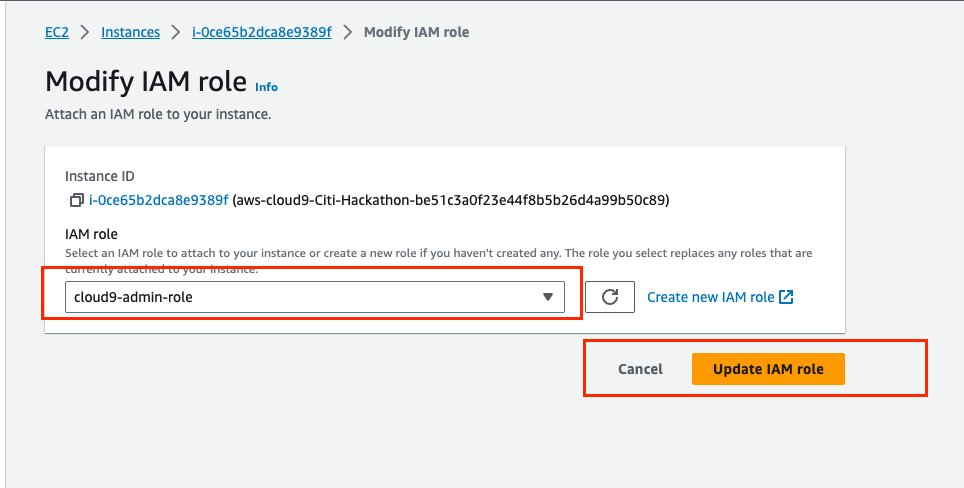 EC2 > Instances > i-0ce65b2dca8e9389f > Modify IAM role
Modify IAM role Info
Attach an IAM role to your instance.
Instance ID
i-0ce65b2dca8e9389f (aws-cloud9-Citi-Hackathon-be51c3a0f23e44f8b5b26d4a99b50c89)
IAM role
Select an IAM role to attach to your instance or create a new role if you haven't created any. The role you select replaces any roles that are
currently attached to your instance.
cloud9-admin-role
Create new IAM role
Cancel
Update IAM role